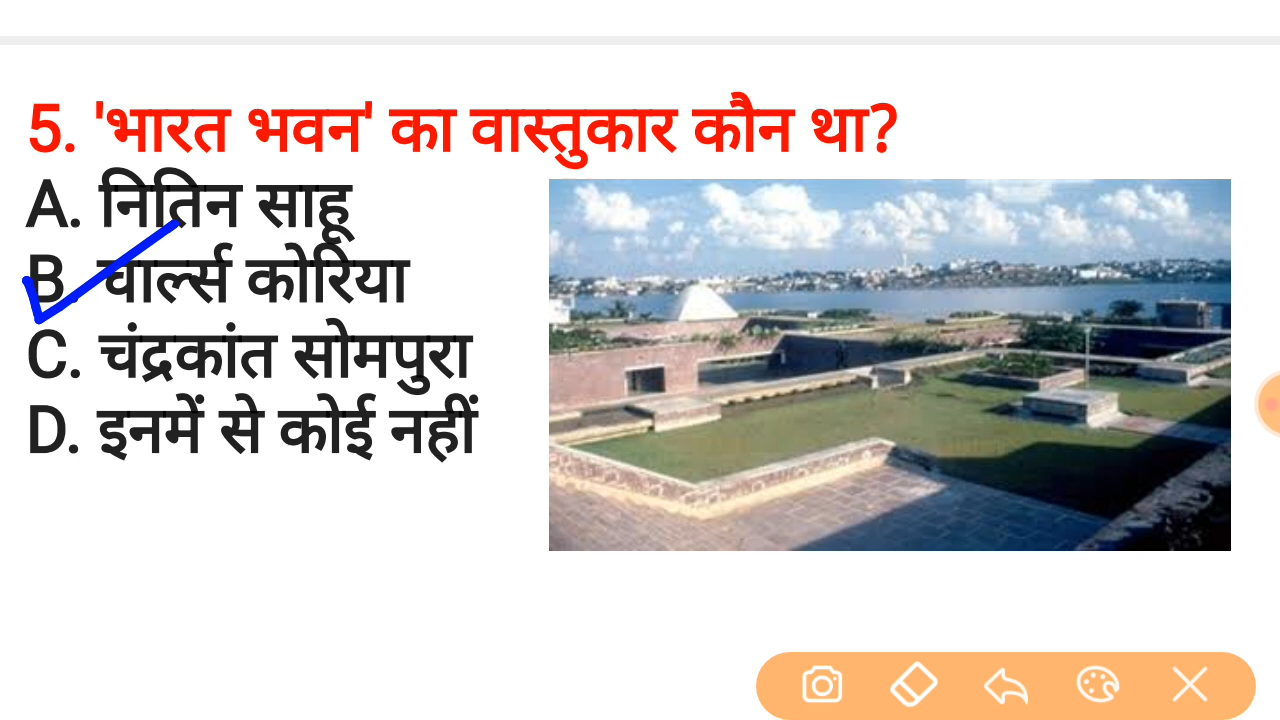 5. 'भारत भवन' का वास्तुकार कौन था?
A. नितिन साहू
B. चार्ल्स कोरिया
C. चंद्रकांत सोमपुरा
D. इनमें से कोई नहीं